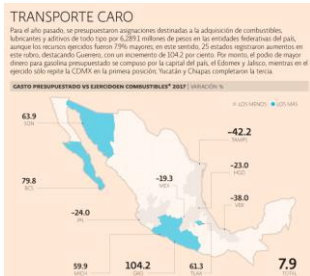 TRANSPORTE CARO
Para el año pasado, se presupuestaron asignaciones destinadas a la adquisición de combustibles,
lubricantes y aditivos de todo tipo por 6,289.1 millones de pesos en las entidades federativas del país,
aunque los recursos ejercidos fueron 7.9% mayores; en este sentido, 25 estados registraron aumentos en
este rubro, destacando Guerrero, con un incremento de 104.2 por ciento. Por monto, el podio de mayor
dinero para gasolina presupuestado se compuso por la capital del país, el Edomex y Jalisco, mientras en el
ejercido sólo repite la CDMX en la primera posición; Yucatán y Chiapas completaron la tercia.
GASTO PRESUPUESTADO VS EJERCIDO EN COMBUSTIBLES* 2017 | VARIACIÓN %
LOS MENOS LOS MÁS
63.9
SON
-42.2
TAMPS
-23.0
HGO
-19.3
MEX
79.8
BCS
-38.0
VER
-24.0
JAL
59.9
MICH
104.2
GRO
61.3
TLAX
7.9
TOTAL